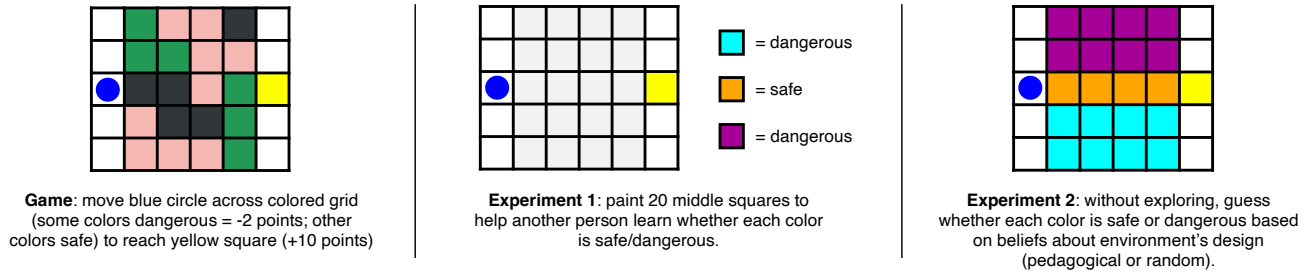 = dangerous
= safe
= dangerous
Game: move blue circle across colored grid
(some colors dangerous = -2 points; other
colors safe) to reach yellow square (+10 points)
Experiment 1: paint 20 middle squares to
help another person learn whether each color
is safe/dangerous.
Experiment 2: without exploring, guess
whether each color is safe or dangerous based
on beliefs about environment's design
(pedagogical or random).